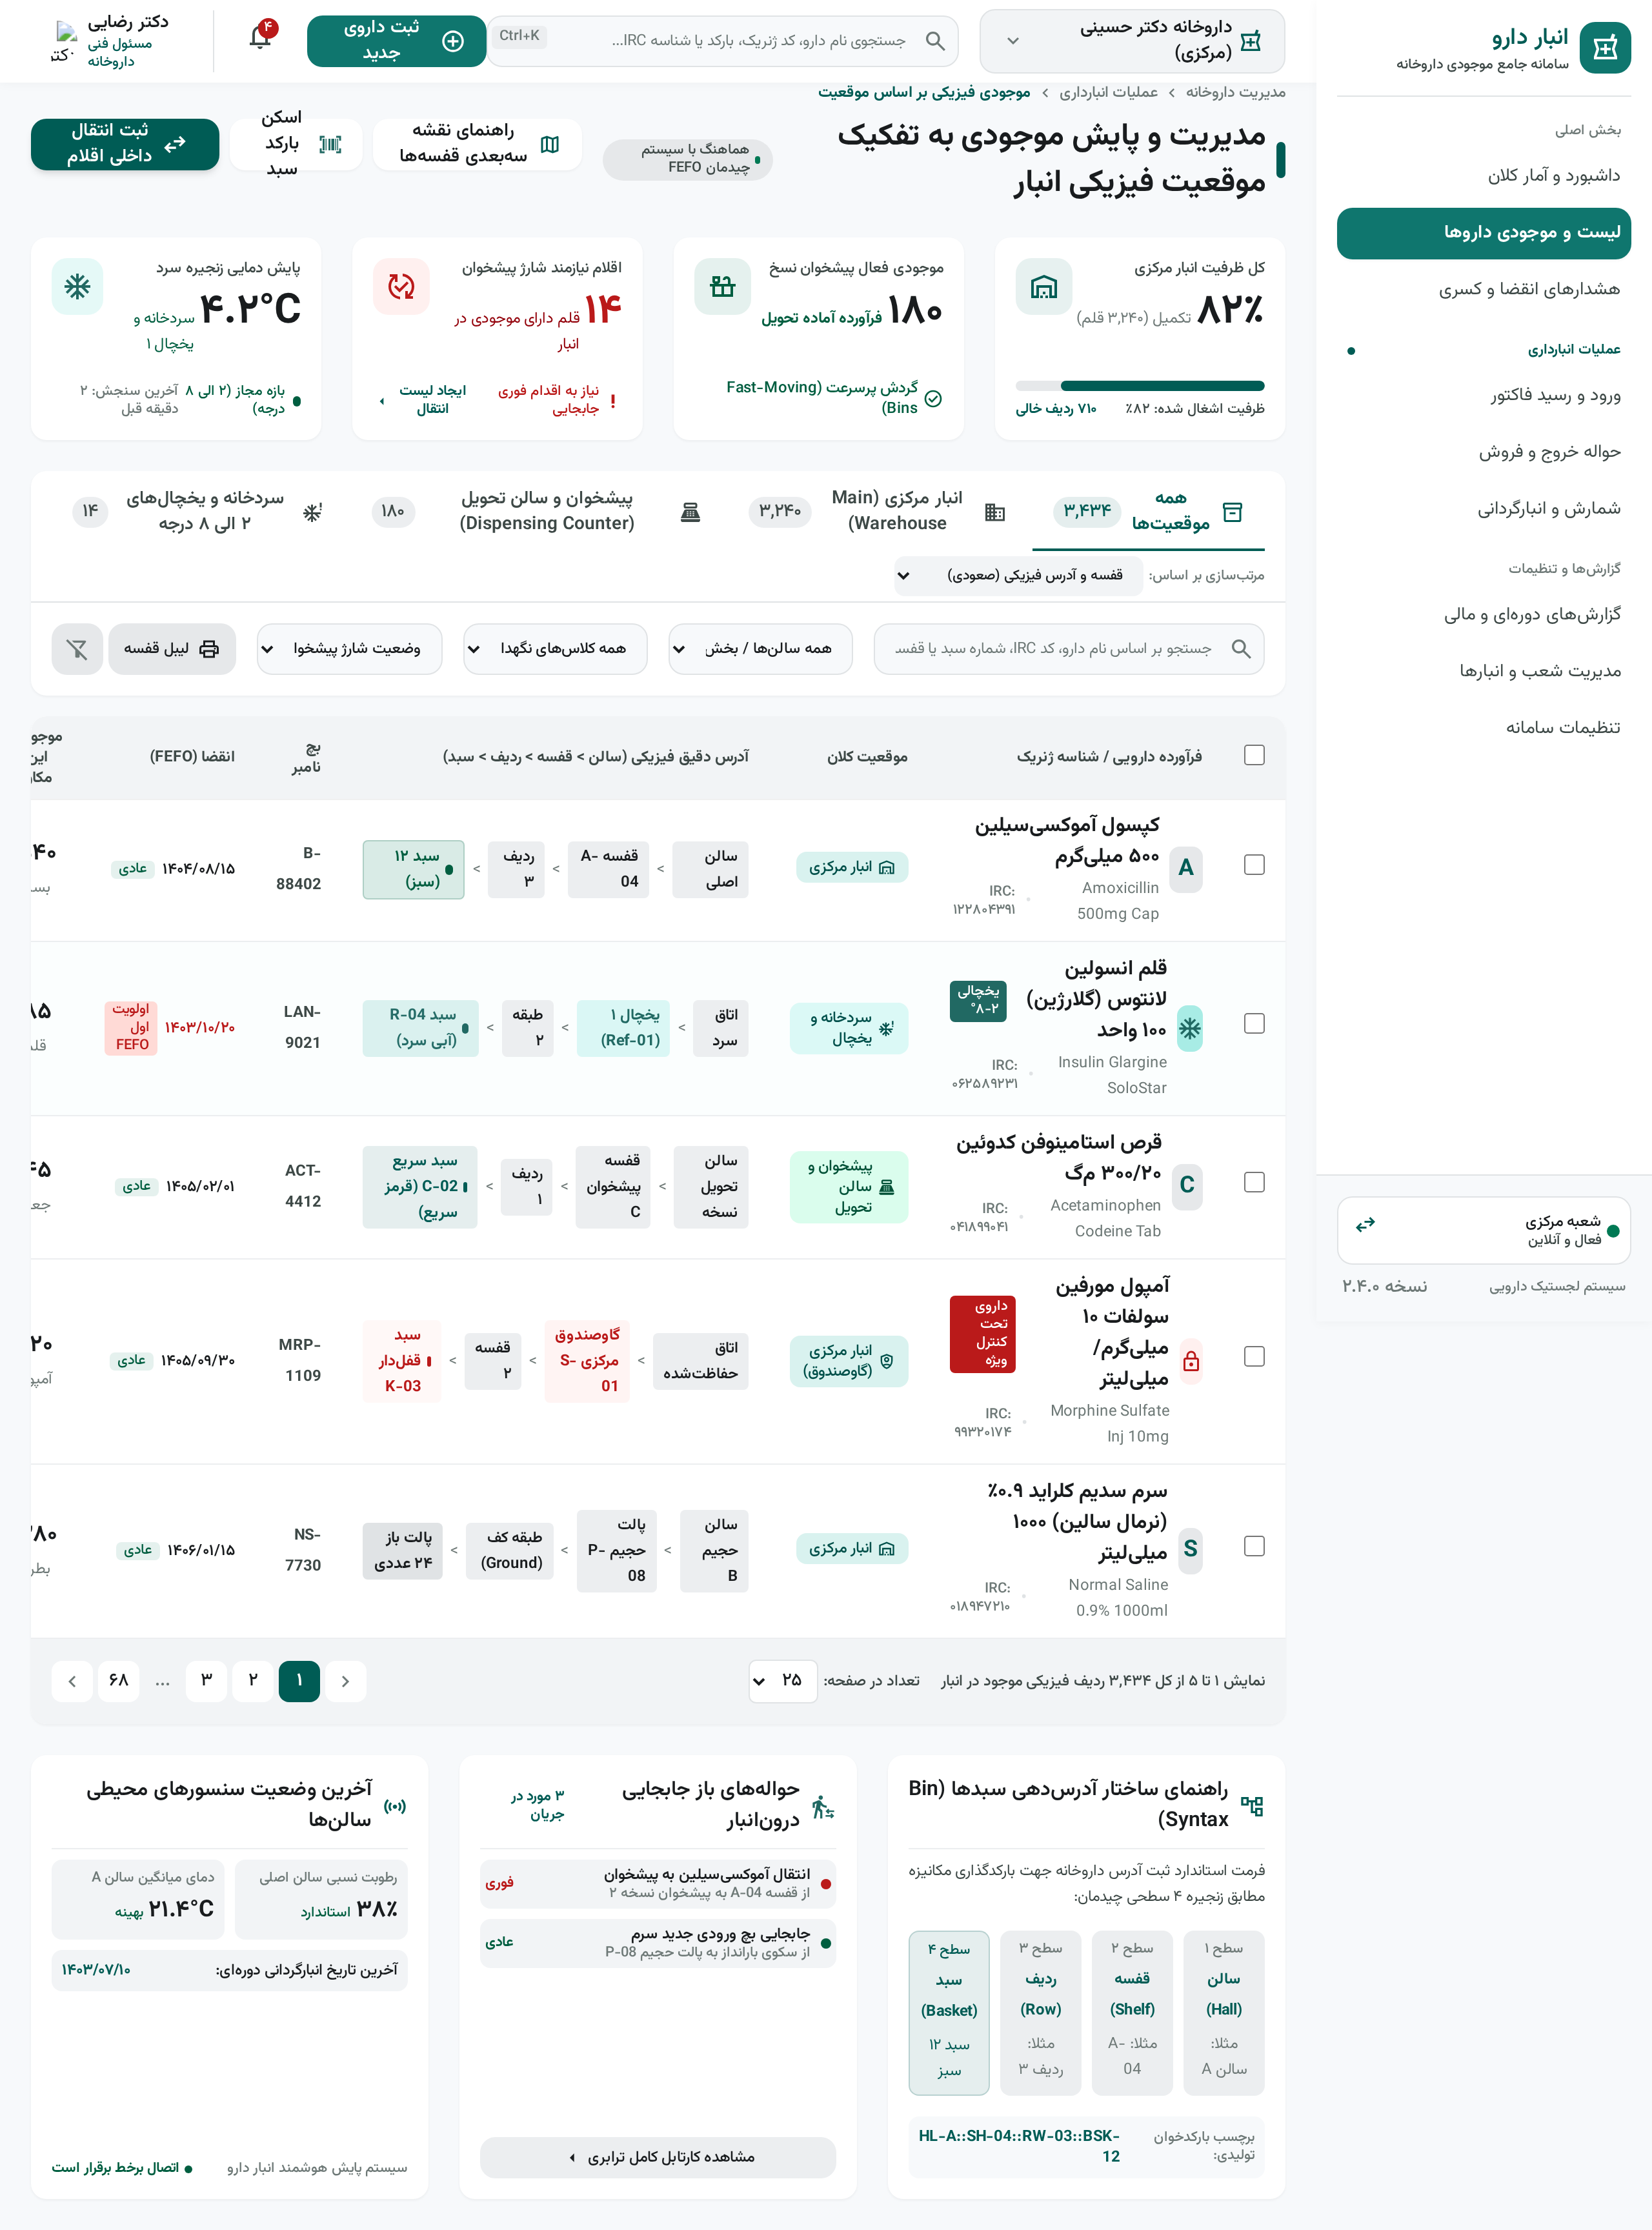 انبار دارو
سامانه جامع موجودی داروخانه
بخش اصلی
داشبورد و آمار کلان
لیست و موجودی داروها
هشدارهای انقضا و کسری
عملیات انبارداری
ورود و رسید فاکتور
حواله خروج و فروش
شمارش و انبارگردانی
گزارش‌ها و تنظیمات
گزارش‌های دوره‌ای و مالی
مدیریت شعب و انبارها
تنظیمات سامانه
شعبه مرکزی
فعال و آنلاین
سیستم لجستیک دارویی
نسخه ۲.۴.۰
داروخانه دکتر حسینی
(مرکزی)
جستجوی نام دارو، کد ژنریک، بارکد یا شناسه IRC...
Ctrl+K
ثبت داروی
جدید
۴
دکتر رضایی
مسئول فنی
داروخانه
مدیریت داروخانه
عملیات انبارداری
موجودی فیزیکی بر اساس موقعیت
مدیریت و پایش موجودی به تفکیک
موقعیت فیزیکی انبار
هماهنگ با سیستم
چیدمان FEFO
راهنمای نقشه
سه‌بعدی قفسه‌ها
اسکن
بارکد
سبد
ثبت انتقال
داخلی اقلام
کل ظرفیت انبار مرکزی
۸۲٪ تکمیل (۳,۲۴۰ قلم)
ظرفیت اشغال شده: ۸۲٪
۷۱۰ ردیف خالی
موجودی فعال پیشخوان نسخ
۱۸۰ فرآورده آماده تحویل
گردش پرسرعت (Fast-Moving
Bins)
اقلام نیازمند شارژ پیشخوان
۱۴ قلم دارای موجودی در
انبار
نیاز به اقدام فوری
جابجایی
ایجاد لیست
انتقال
پایش دمایی زنجیره سرد
۴.۲°C سردخانه و
یخچال ۱
بازه مجاز (۲ الی ۸
درجه)
آخرین سنجش: ۲
دقیقه قبل
همه
موقعیت‌ها
۳,۴۳۴
انبار مرکزی (Main
Warehouse)
۳,۲۴۰
پیشخوان و سالن تحویل
(Dispensing Counter)
۱۸۰
سردخانه و یخچال‌های
۲ الی ۸ درجه
۱۴
مرتب‌سازی بر اساس:
قفسه و آدرس فیزیکی (صعودی)
جستجو بر اساس نام دارو، کد IRC، شماره سبد یا قفسـ
همه سالن‌ها / بخش
همه کلاس‌های نگهدا
وضعیت شارژ پیشخوا
لیبل قفسه
فرآورده دارویی / شناسه ژنریک
موقعیت کلان
آدرس دقیق فیزیکی (سالن > قفسه > ردیف > سبد)
بچ
نامبر
انقضا (FEFO)
کپسول آموکسی‌سیلین
۵۰۰ میلی‌گرم
A
Amoxicillin
500mg Cap
IRC:
۱۲۲۸۰۴۳۹۱
انبار مرکزی
سالن
اصلی
>
قفسه A-
04
>
ردیف
۳
>
سبد ۱۲
(سبز)
B-
88402
۱۴۰۴/۰۸/۱۵
عادی
قلم انسولین
لانتوس (گلارژین)
۱۰۰ واحد
یخچالی
۲-۸°
Insulin Glargine
SoloStar
IRC:
۰۶۲۵۸۹۲۳۱
سردخانه و
یخچال
اتاق
سرد
>
یخچال ۱
(Ref-01)
>
طبقه
۲
>
سبد R-04
(آبی سرد)
LAN-
9021
۱۴۰۳/۱۰/۲۰
اولویت
اول
FEFO
قرص استامینوفن کدوئین
۳۰۰/۲۰ م‌گ
C
Acetaminophen
Codeine Tab
IRC:
۰۴۱۸۹۹۰۴۱
پیشخوان و
سالن
تحویل
سالن
تحویل
نسخه
>
قفسه
پیشخوان
C
>
ردیف
۱
>
سبد سریع
C-02 (قرمز
سریع)
ACT-
4412
۱۴۰۵/۰۲/۰۱
عادی
آمپول مورفین
سولفات ۱۰
میلی‌گرم/
میلی‌لیتر
داروی
تحت
کنترل
ویژه
Morphine Sulfate
Inj 10mg
IRC:
۹۹۳۲۰۱۷۴
انبار مرکزی
(گاوصندوق)
اتاق
حفاظت‌شده
>
گاوصندوق
مرکزی S-
01
>
قفسه
۲
>
سبد
قفل‌دار
K-03
MRP-
1109
۱۴۰۵/۰۹/۳۰
عادی
سرم سدیم کلراید ۰.۹٪
(نرمال سالین) ۱۰۰۰
میلی‌لیتر
S
Normal Saline
0.9% 1000ml
IRC:
۰۱۸۹۴۷۲۱۰
انبار مرکزی
سالن
حجیم
B
>
پالت
حجیم P-
08
>
طبقه کف
(Ground)
>
پالت باز
۲۴ عددی
NS-
7730
۱۴۰۶/۰۱/۱۵
عادی
نمایش ۱ تا ۵ از کل ۳,۴۳۴ ردیف فیزیکی موجود در انبار
تعداد در صفحه:
۲۵
۱
۲
۳
...
۶۸
راهنمای ساختار آدرس‌دهی سبدها (Bin
Syntax)
فرمت استاندارد ثبت آدرس داروخانه جهت بارکدگذاری مکانیزه
مطابق زنجیره ۴ سطحی چیدمان:
سطح ۱
سالن
(Hall)
مثلا:
سالن A
سطح ۲
قفسه
(Shelf)
مثلا: A-
04
سطح ۳
ردیف
(Row)
مثلا:
ردیف ۳
سطح ۴
سبد
(Basket)
سبد ۱۲
سبز
برچسب بارکدخوان
تولیدی:
HL-A::SH-04::RW-03::BSK-
12
حواله‌های باز جابجایی
درون‌انبار
۳ مورد در
جریان
انتقال آموکسی‌سیلین به پیشخوان
از قفسه A-04 به پیشخوان نسخه ۲
فوری
جابجایی بچ ورودی جدید سرم
از سکوی بارانداز به پالت حجیم P-08
عادی
مشاهده کارتابل کامل ترابری
آخرین وضعیت سنسورهای محیطی
سالن‌ها
رطوبت نسبی سالن اصلی
۳۸٪ استاندارد
دمای میانگین سالن A
۲۱.۴°C بهینه
آخرین تاریخ انبارگردانی دوره‌ای:
۱۴۰۳/۰۷/۱۰
سیستم پایش هوشمند انبار دارو
اتصال برخط برقرار است